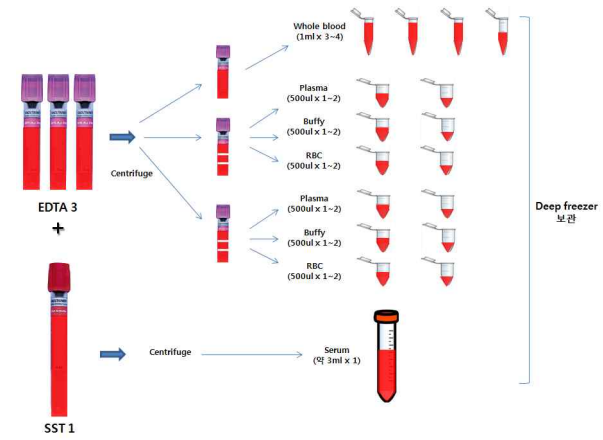 Whole blood
(1ml x 3~4)
Plasma
(500ul x 1~2)
Buffy
(500ul x 1~2)
RBC
(500ul x 1~2)
Centrifuge
EDTA 3
+
Plasma
(500ul x 1~2)
Buffy
(500ul x 1~2)
RBC
(500ul x 1~2)
Deep freezer
보관
Centrifuge
Serum
(약 3ml x 1)
SST 1